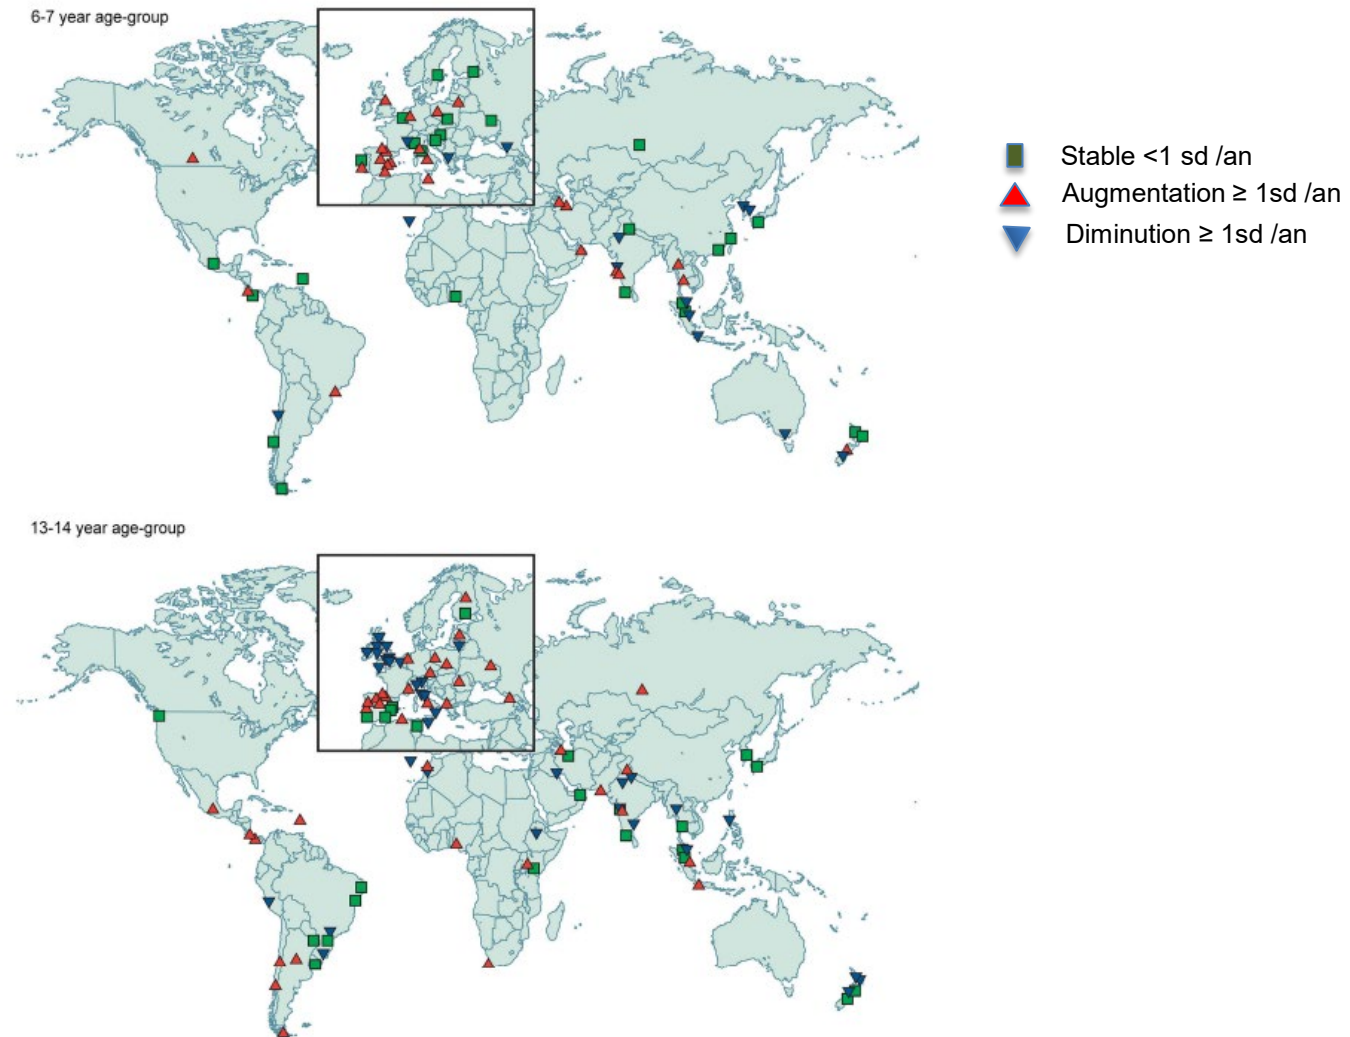 6-7 year age-group
Stable <1 sd /an
Augmentation ≥ 1sd /an
Diminution ≥ 1sd /an
13-14 year age-group